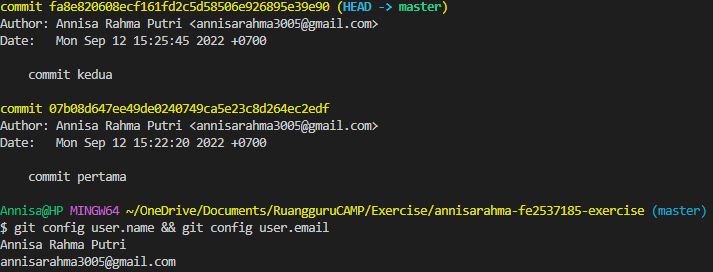 commit fa8e820608ecf161fd2c5d58506e926895e39e90 (HEAD -> master)
Author: Annisa Rahma Putri <annisarahma3005@gmail.com>
Date:   Mon Sep 12 15:25:45 2022 +0700
    commit kedua
commit 07b08d647ee49de0240749ca5e23c8d264ec2edf
Author: Annisa Rahma Putri <annisarahma3005@gmail.com>
Date:   Mon Sep 12 15:22:20 2022 +0700
    commit pertama
Annisa@HP MINGW64 ~/OneDrive/Documents/RuangguruCAMP/Exercise/annisarahma-fe2537185-exercise (master)
$ git config user.name && git config user.email
Annisa Rahma Putri
annisarahma3005@gmail.com